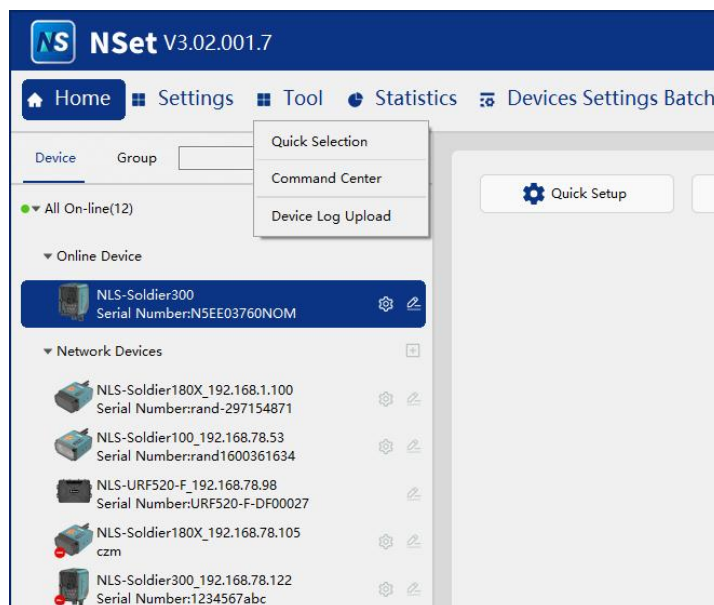 NS NSet V3.02.001.7
Home Settings Tool Statistics Devices Settings Batch
Quick Selection
Command Center
Device Log Upload
Device Group
Quick Setup
All On-line(12)
Online Device
NLS-Soldier300
Serial Number:N5EE03760NOM
Network Devices
NLS-Soldier180X_192.168.1.100
Serial Number:rand-297154871
NLS-Soldier100_192.168.78.53
Serial Number:rand1600361634
NLS-URF520-F_192.168.78.98
Serial Number:URF520-F-DF00027
NLS-Soldier180X_192.168.78.105
czm
NLS-Soldier300_192.168.78.122
Serial Number:1234567abc